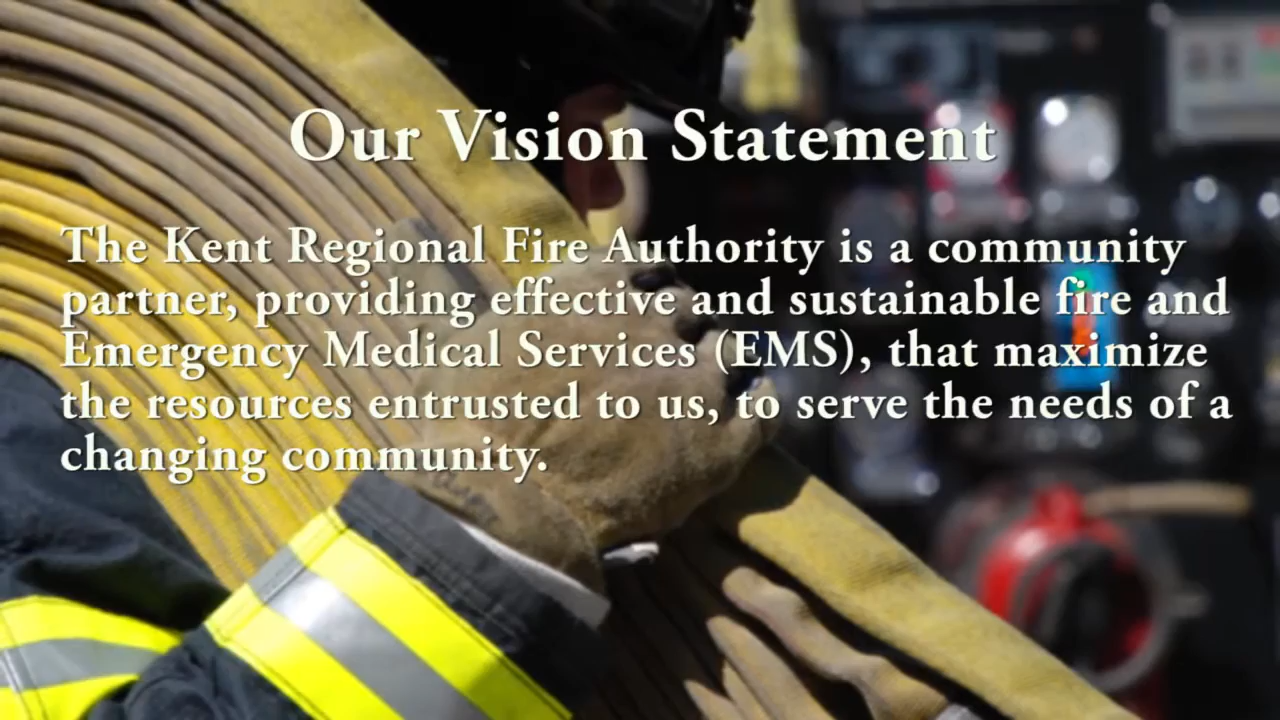 Our Vision Statement
The Kent Regional Fire Authority is a community
partner, providing effective and sustainable fire and
Emergency Medical Services (EMS), that maximize
the resources entrusted to us, to serve the needs of a
changing community.